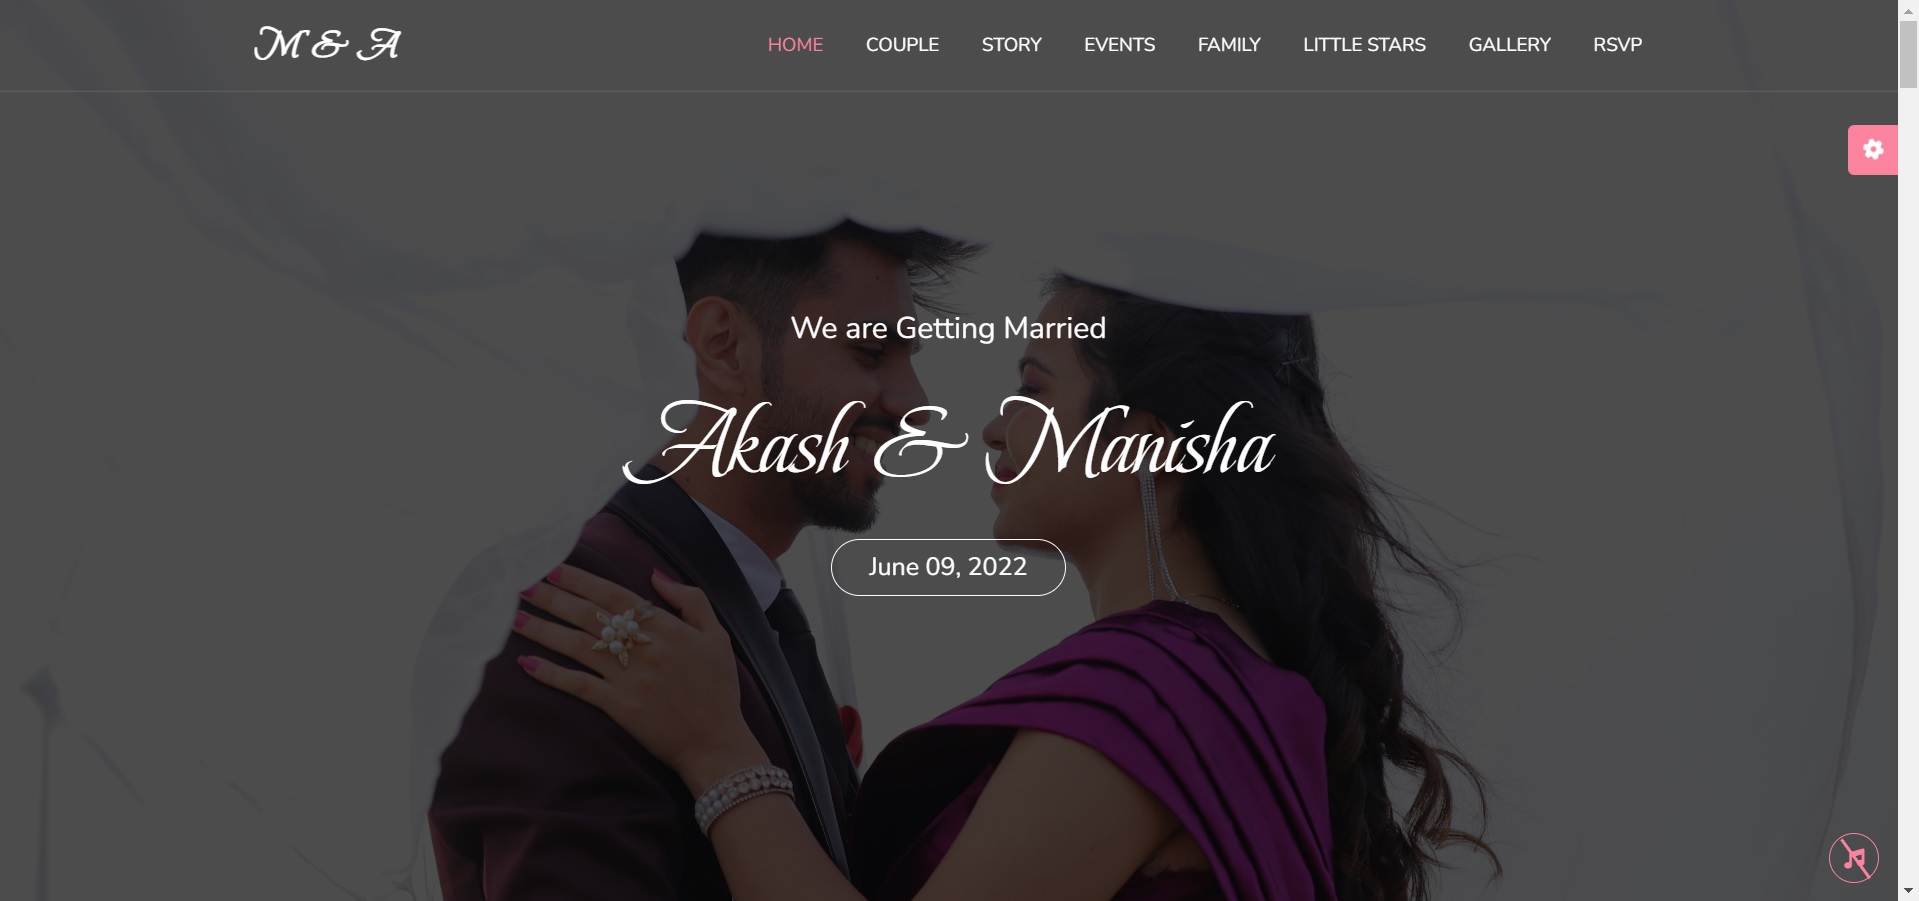 M & A
HOME COUPLE STORY EVENTS FAMILY LITTLE STARS GALLERY RSVP
We are Getting Married
Akash & Manisha
June 09, 2022